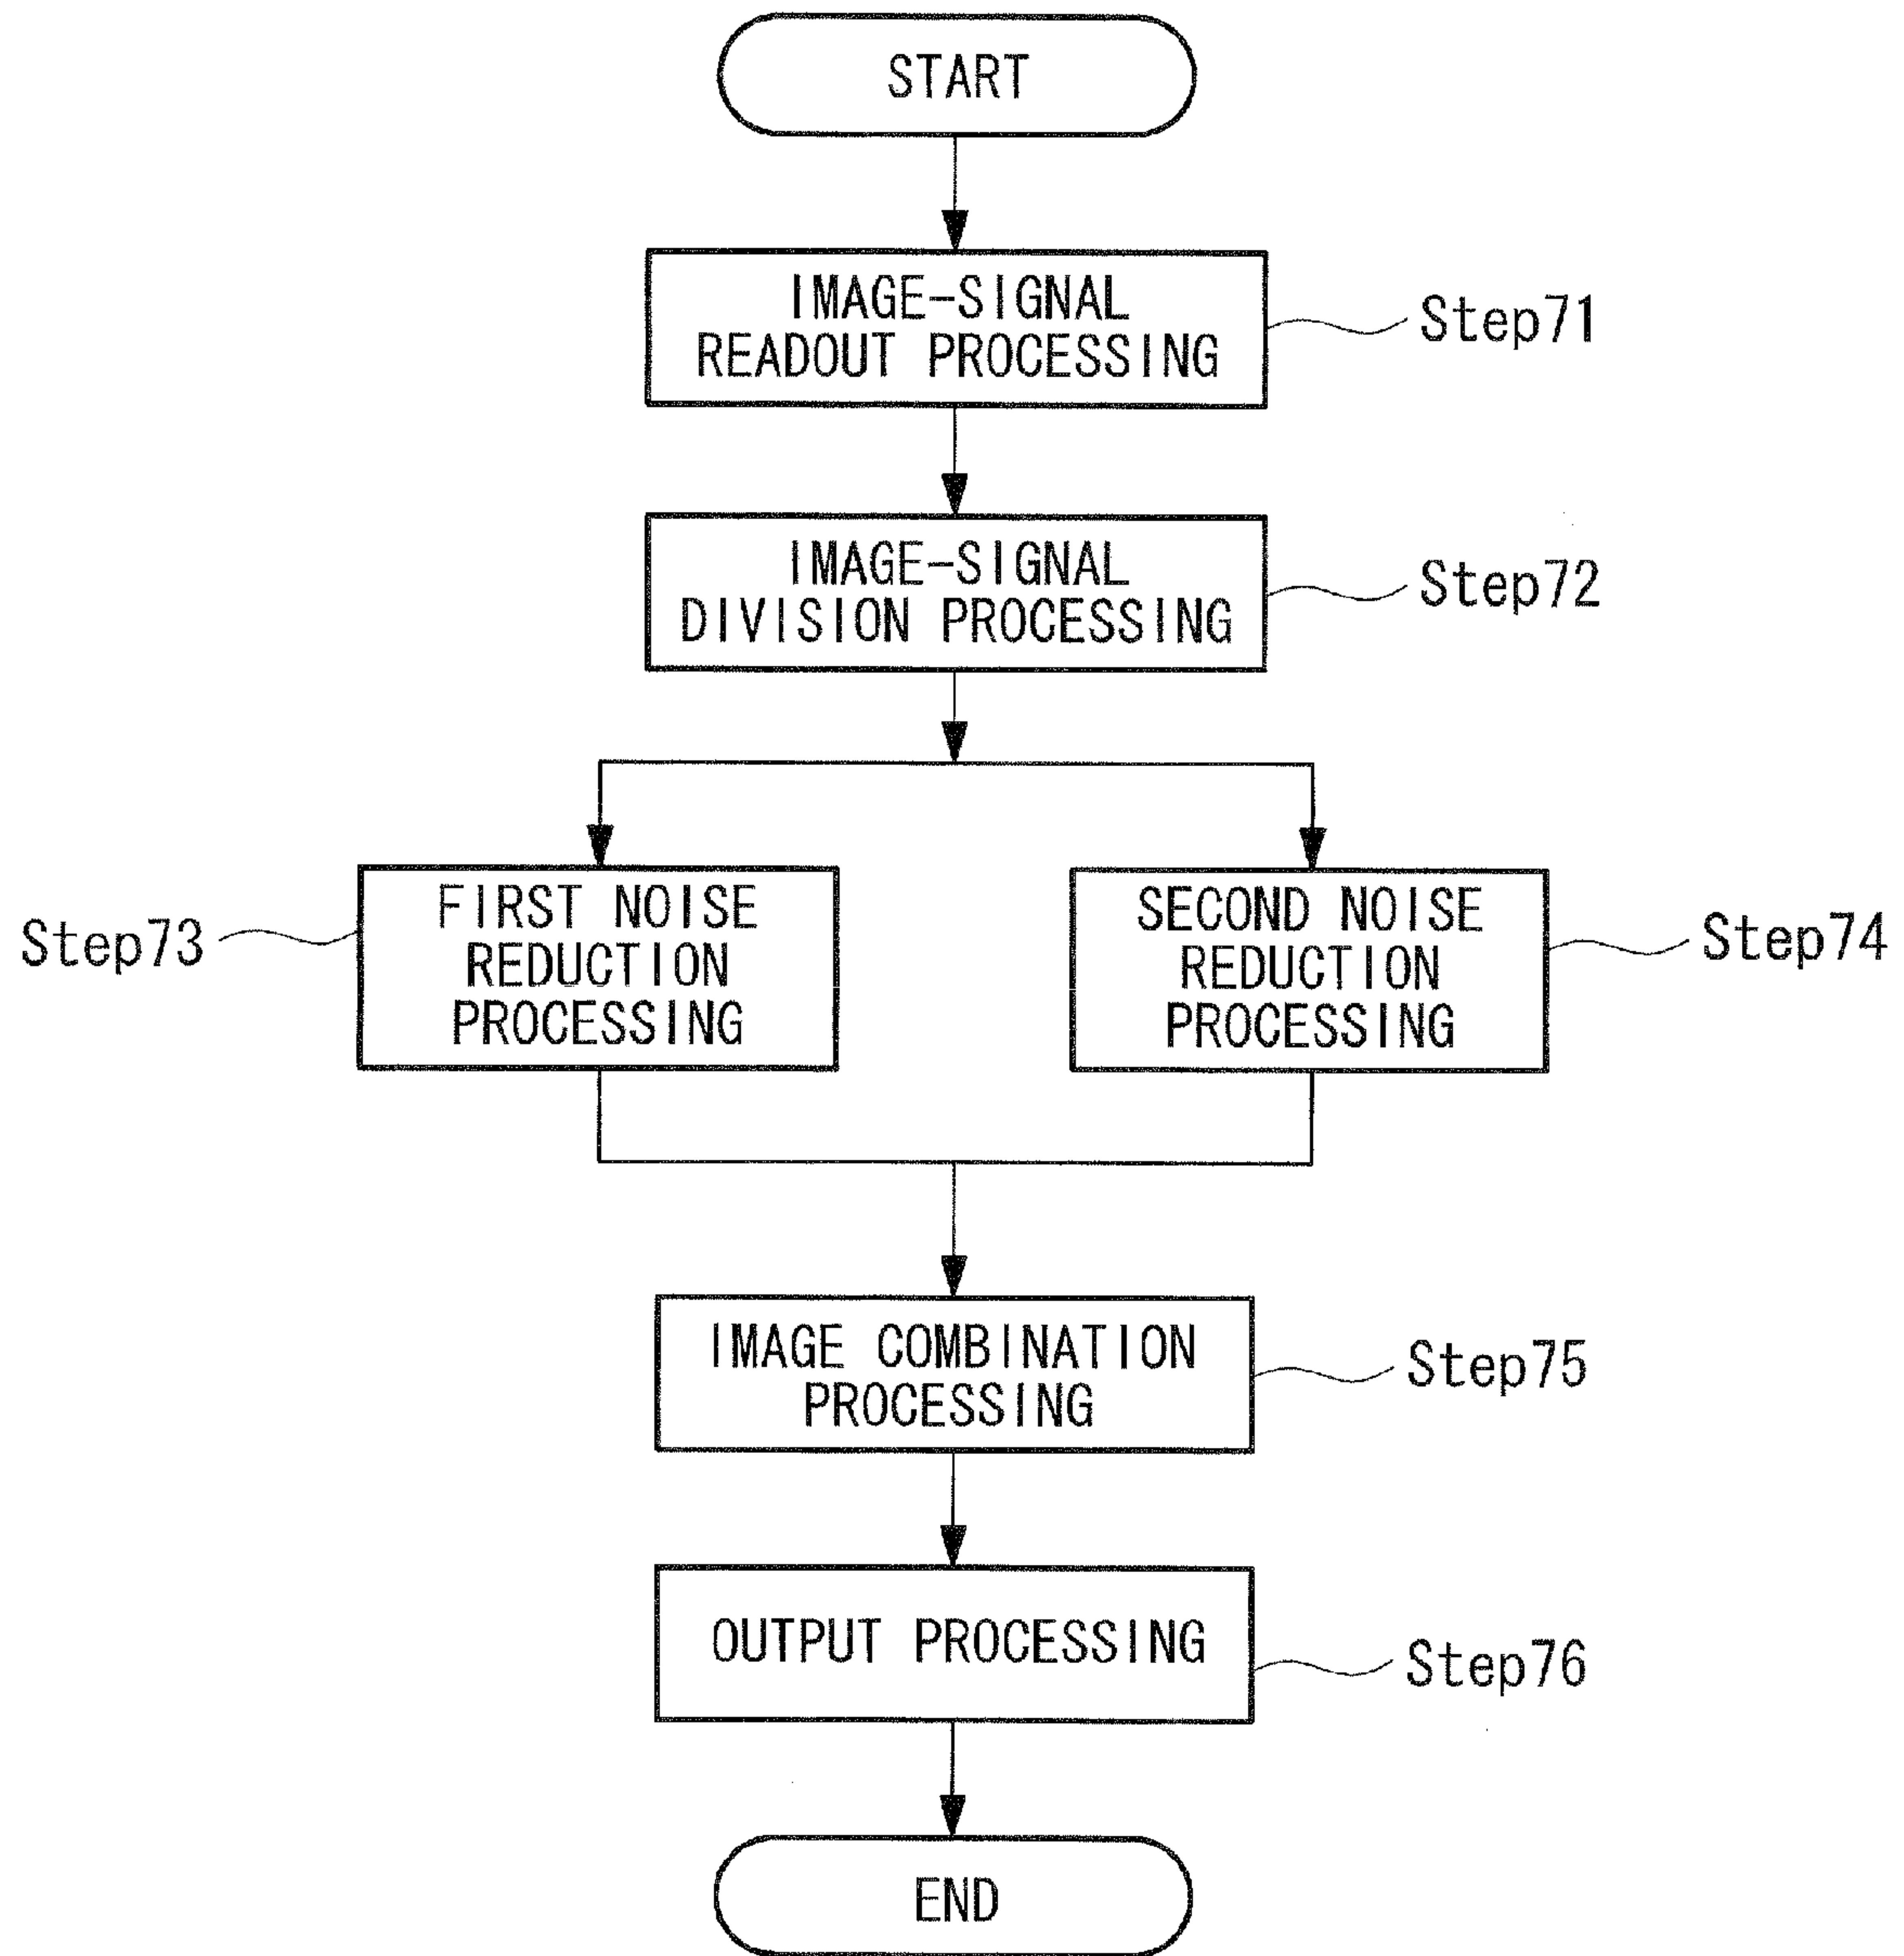 START
IMAGE-SIGNAL
READOUT PROCESSING
Step71
IMAGE-SIGNAL
DIVISION PROCESSING
Step72
Step73
FIRST NOISE
REDUCTION
PROCESSING
SECOND NOISE
REDUCTION
PROCESSING
Step74
IMAGE COMBINATION
PROCESSING
Step75
OUTPUT PROCESSING
Step76
END